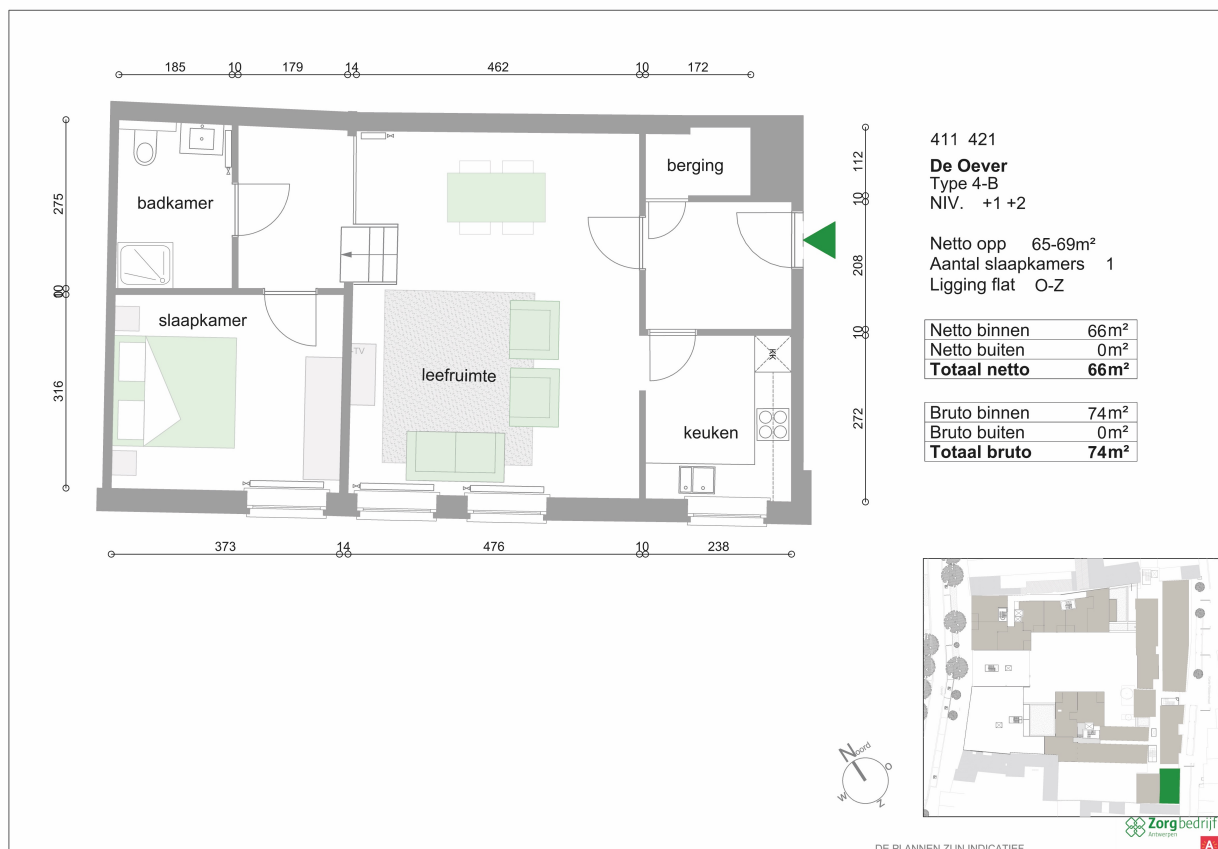 185 10 179 14 462 10 172
275
10
316
112
10
208
10
272
badkamer
berging
slaapkamer
TV
leefruimte
KK
keuken
373 14 476 10 238
411 421
De Oever
Type 4-B
NIV. +1 +2
Netto opp 65-69m²
Aantal slaapkamers 1
Ligging flat O-Z
Netto binnen 66m²
Netto buiten 0m²
Totaal netto 66m²
Bruto binnen 74m²
Bruto buiten 0m²
Totaal bruto 74m²
Noord
O
W
Z
Zorgbedrijf
Antwerpen
A
DE PLANNEN ZIJN INDICATIEF